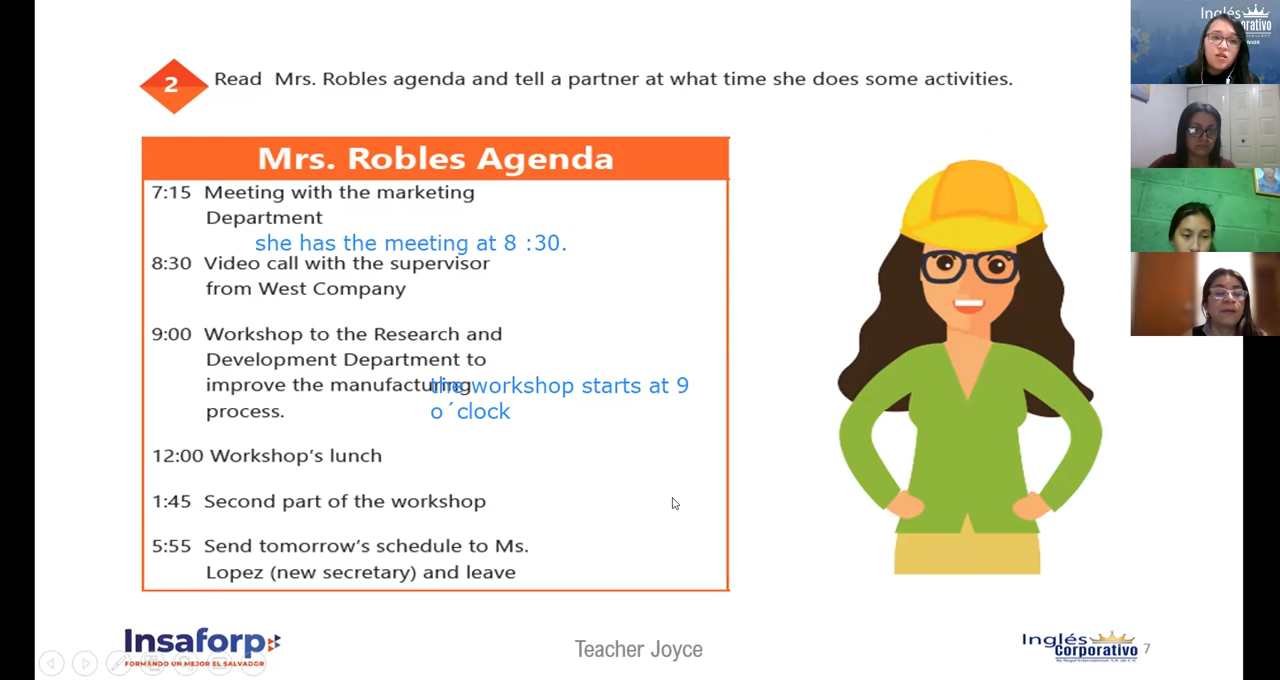 Inglés
Corporativo
2
Read Mrs. Robles agenda and tell a partner at what time she does some activities.
Mrs. Robles Agenda
7:15 Meeting with the marketing
Department
she has the meeting at 8 :30.
8:30 Video call with the supervisor
from West Company
9:00 Workshop to the Research and
Development Department to
improve the manufacturing
process.
the workshop starts at 9
o´clock
12:00 Workshop's lunch
1:45 Second part of the workshop
5:55 Send tomorrow's schedule to Ms.
Lopez (new secretary) and leave
Insaforp
FORMANDO UN MEJOR EL SALVADOR
Teacher Joyce
Inglés
Corporativo
7